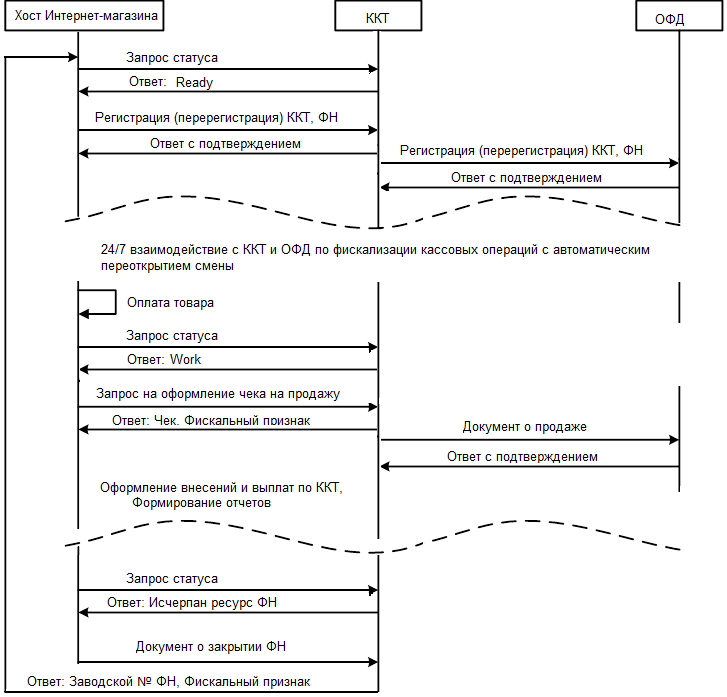 Хост Интернет-магазина
ККТ
ОФД
Запрос статуса
Ответ: Ready
Регистрация (перерегистрация) ККТ, ФН
Ответ с подтверждением
Регистрация (перерегистрация) ККТ, ФН
Ответ с подтверждением
24/7 взаимодействие с ККТ и ОФД по фискализации кассовых операций с автоматическим
переоткрытием смены
Оплата товара
Запрос статуса
Ответ: Work
Запрос на оформление чека на продажу
Ответ: Чек. Фискальный признак
Документ о продаже
Ответ с подтверждением
Оформление внесений и выплат по ККТ,
Формирование отчетов
Запрос статуса
Ответ: Исчерпан ресурс ФН
Документ о закрытии ФН
Ответ: Заводской № ФН, Фискальный признак